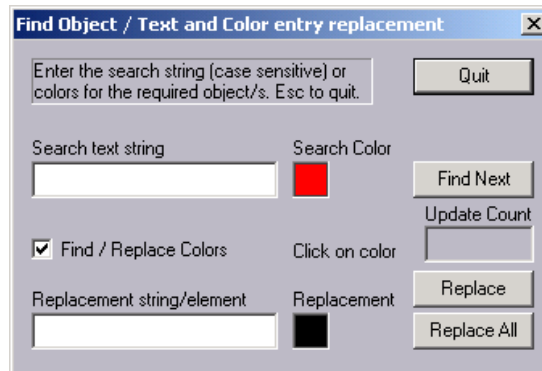 Find Object / Text and Color entry replacement
Enter the search string (case sensitive) or
colors for the required object/s. Esc to quit.
Quit
Search text string
Search Color
Find Next
Update Count
Find / Replace Colors
Click on color
Replacement string/element
Replacement
Replace
Replace All